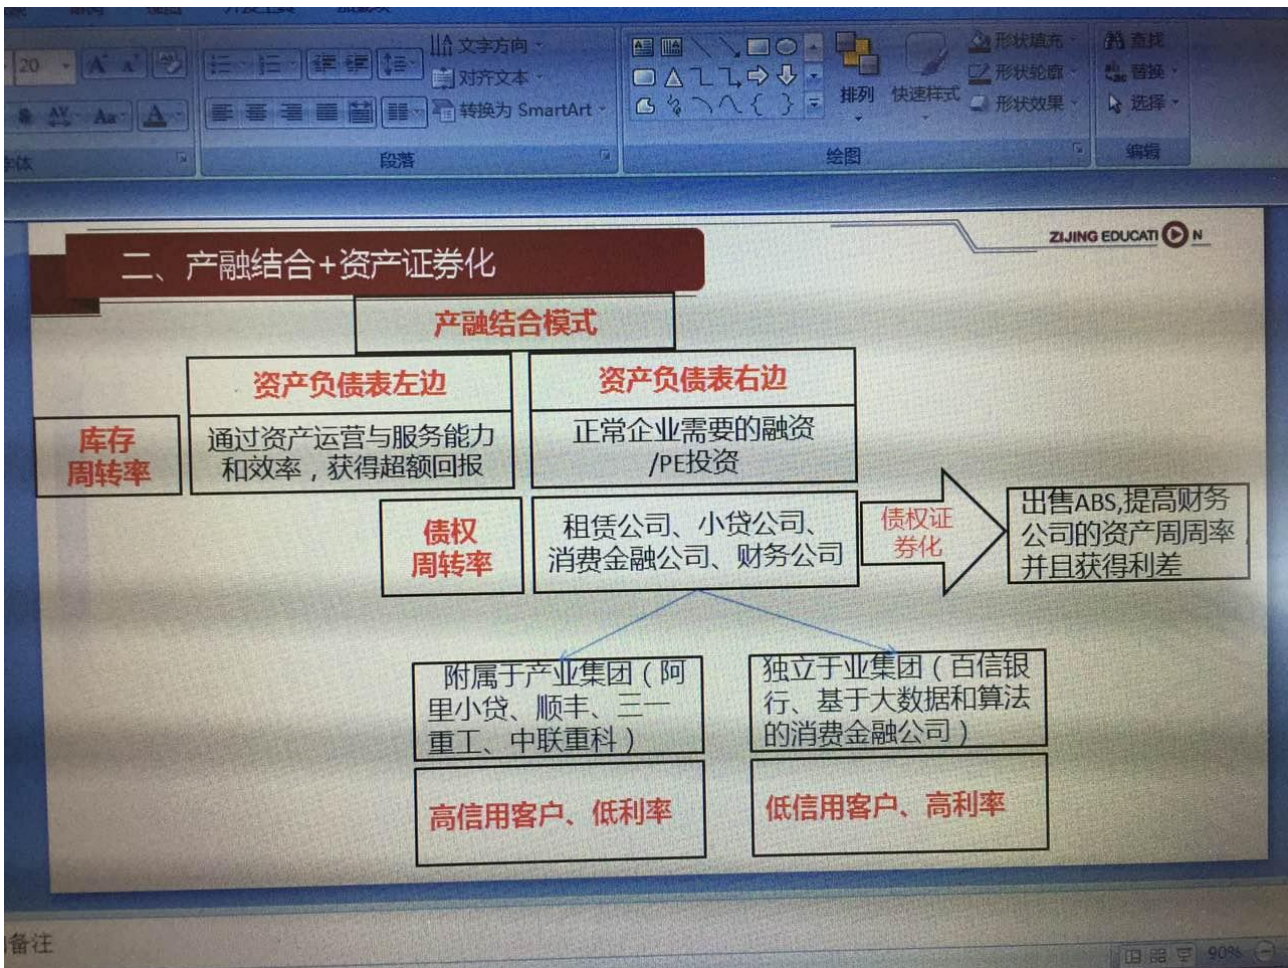 20
文字方向
对齐文本
转换为 SmartArt
段落
排列
快速样式
绘图
形状填充
形状轮廓
形状效果
查找
替换
选择
编辑
ZIJING EDUCATI N
二、产融结合+资产证券化
产融结合模式
资产负债表左边
资产负债表右边
库存
周转率
通过资产运营与服务能力
和效率，获得超额回报
正常企业需要的融资
/PE投资
债权
周转率
租赁公司、小贷公司、
消费金融公司、财务公司
债权证
券化
出售ABS,提高财务
公司的资产周周率，
并且获得利差
附属于产业集团（阿
里小贷、顺丰、三一
重工、中联重科）
独立于业集团（百信银
行、基于大数据和算法
的消费金融公司）
高信用客户、低利率
低信用客户、高利率
备注
90%